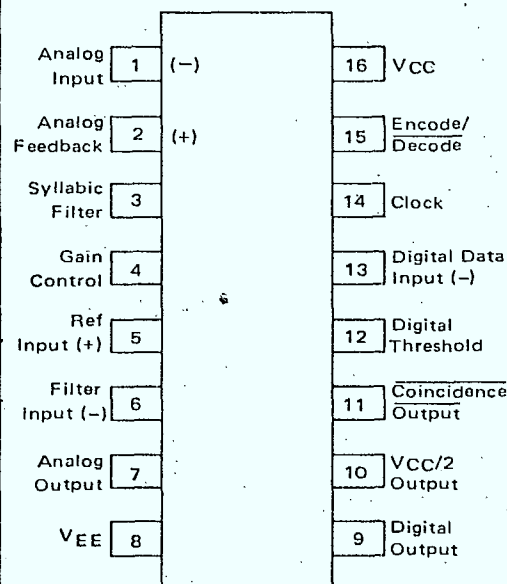 Analog
Input
1
(−)
Analog
Feedback
2
(+)
Syllabic
Filter
3
Gain
Control
4
Ref
Input (+)
5
Filter
Input (−)
6
Analog
Output
7
VEE
8
16
VCC
15
Encode/
Decode
14
Clock
13
Digital Data
Input (−)
12
Digital
Threshold
11
Coincidence
Output
10
VCC/2
Output
9
Digital
Output